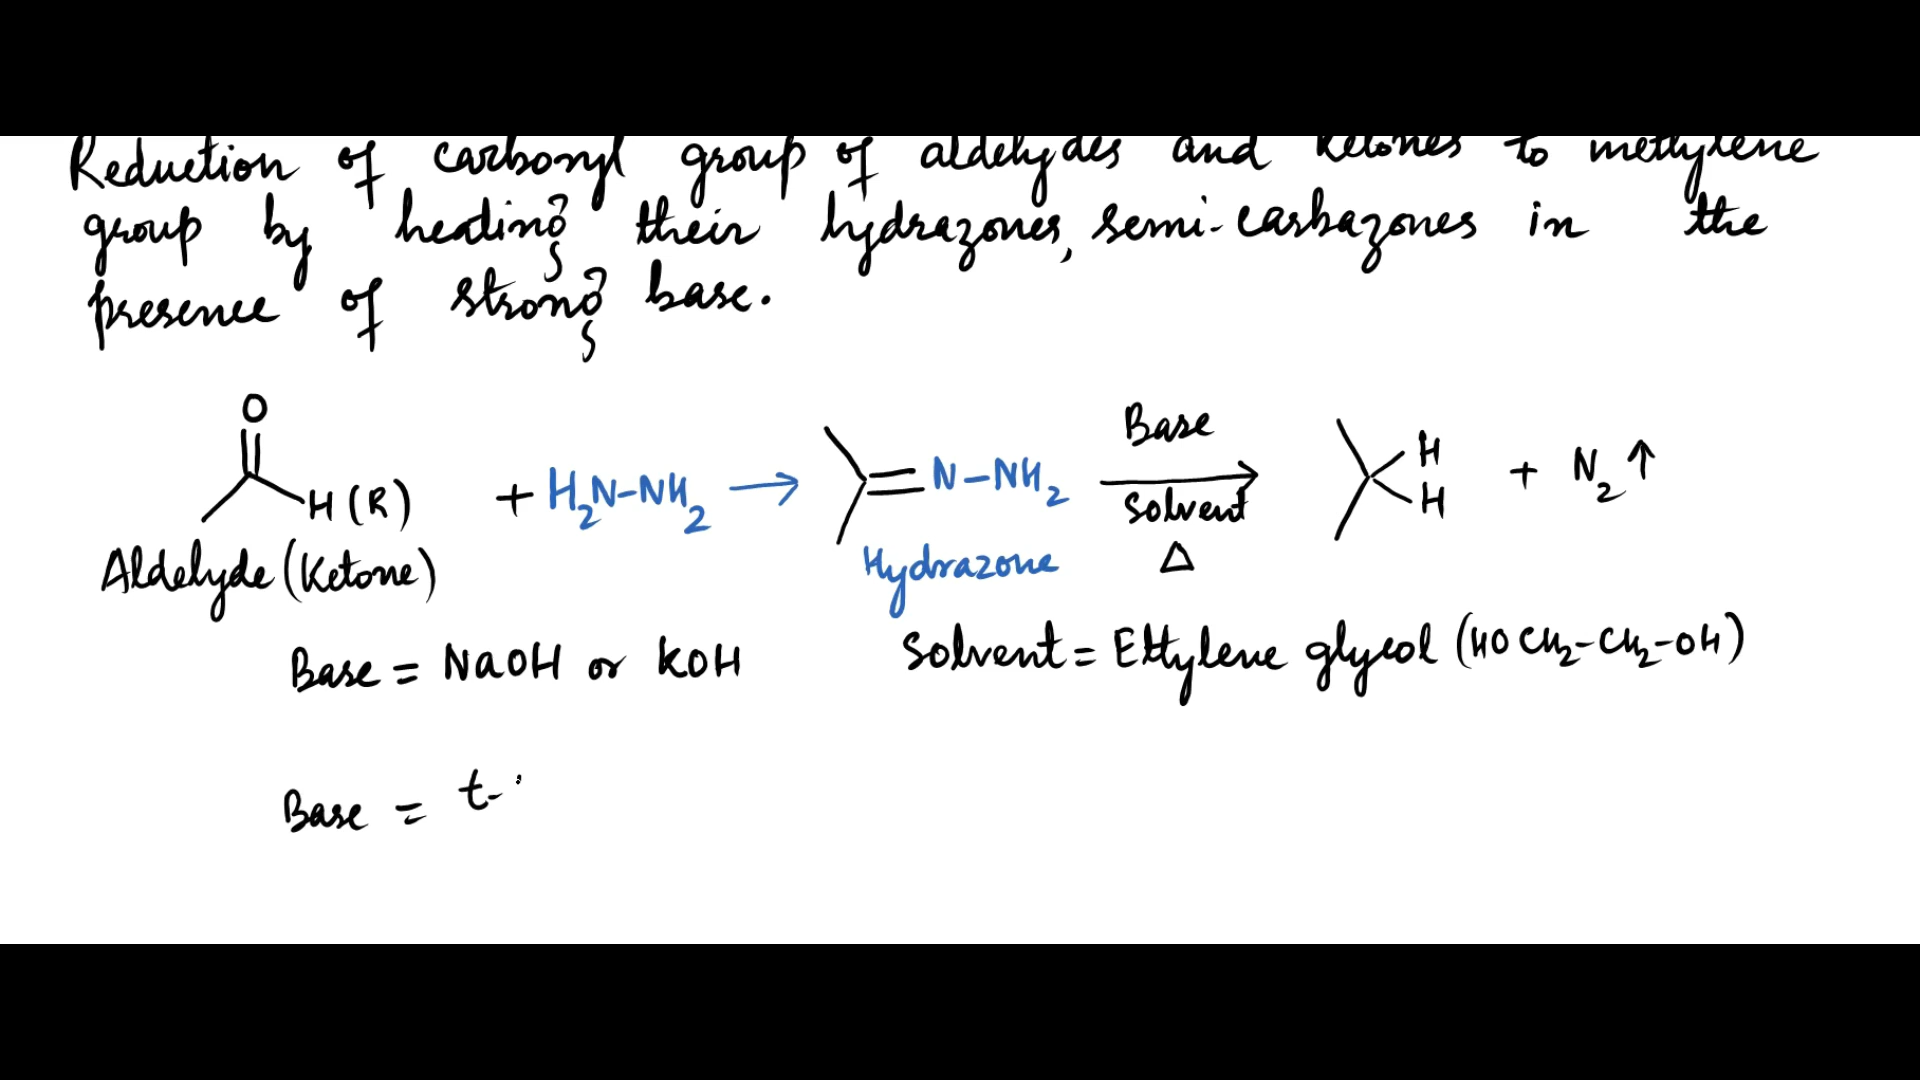 Reduction of carbonyl group of aldehydes and Ketones to methylene
group by heating their hydrazones, semi-carbazones in the
presence of strong base.
O
H (R) + H2N-NH2 → N-NH2 Base H H + N2 ↑
Solvent
Δ
Aldehyde (Ketone) Hydrazone
Base = NaOH or KOH Solvent = Ethylene glycol (HO CH2-CH2-OH)
Base = t-